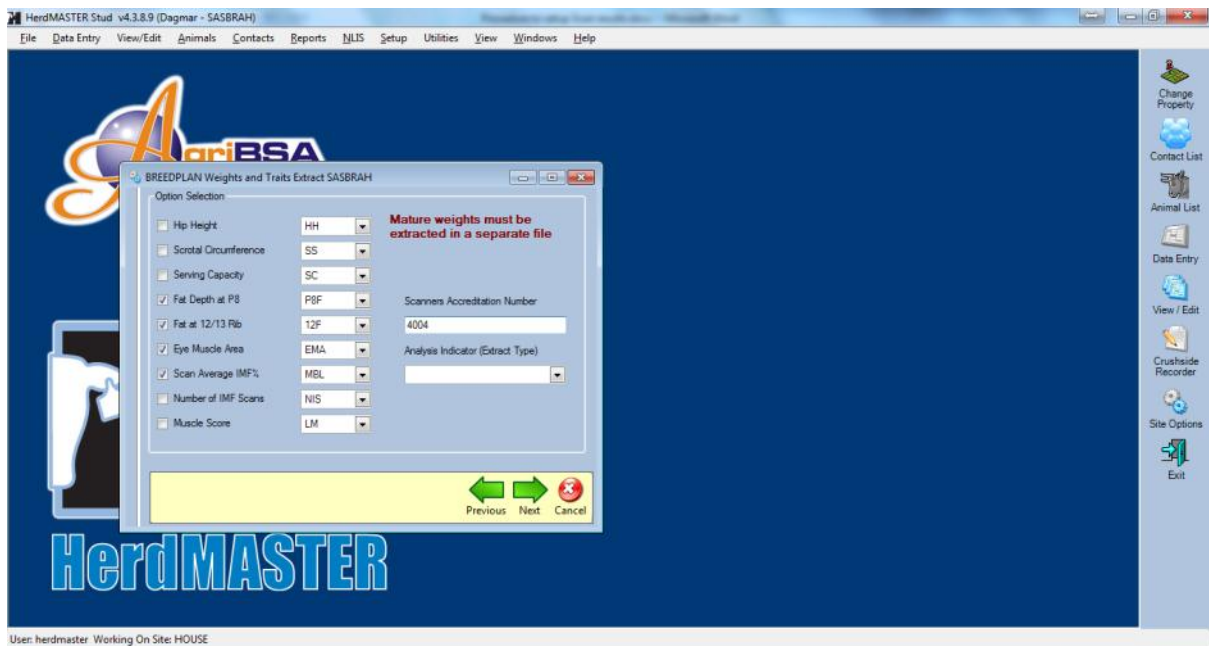 HerdMASTER Stud v4.3.8.9 (Dagmar - SASBRAH)
File Data Entry View/Edit Animals Contacts Reports NLIS Setup Utilities View Windows Help
AgriBSA
BREEDPLAN Weights and Traits Extract SASBRAH
Option Selection
Hip Height HH
Scrotal Circumference SS
Serving Capacity SC
Fat Depth at P8 P8F
Fat at 12/13 Rib 12F
Eye Muscle Area EMA
Scan Average IMF% MBL
Number of IMF Scans NIS
Muscle Score LM
Mature weights must be
extracted in a separate file
Scanners Accreditation Number
4004
Analysis Indicator (Extract Type)
Previous Next Cancel
HerdMASTER
Change
Property
Contact List
Animal List
Data Entry
View / Edit
Crushside
Recorder
Site Options
Exit
User: herdmaster Working On Site: HOUSE